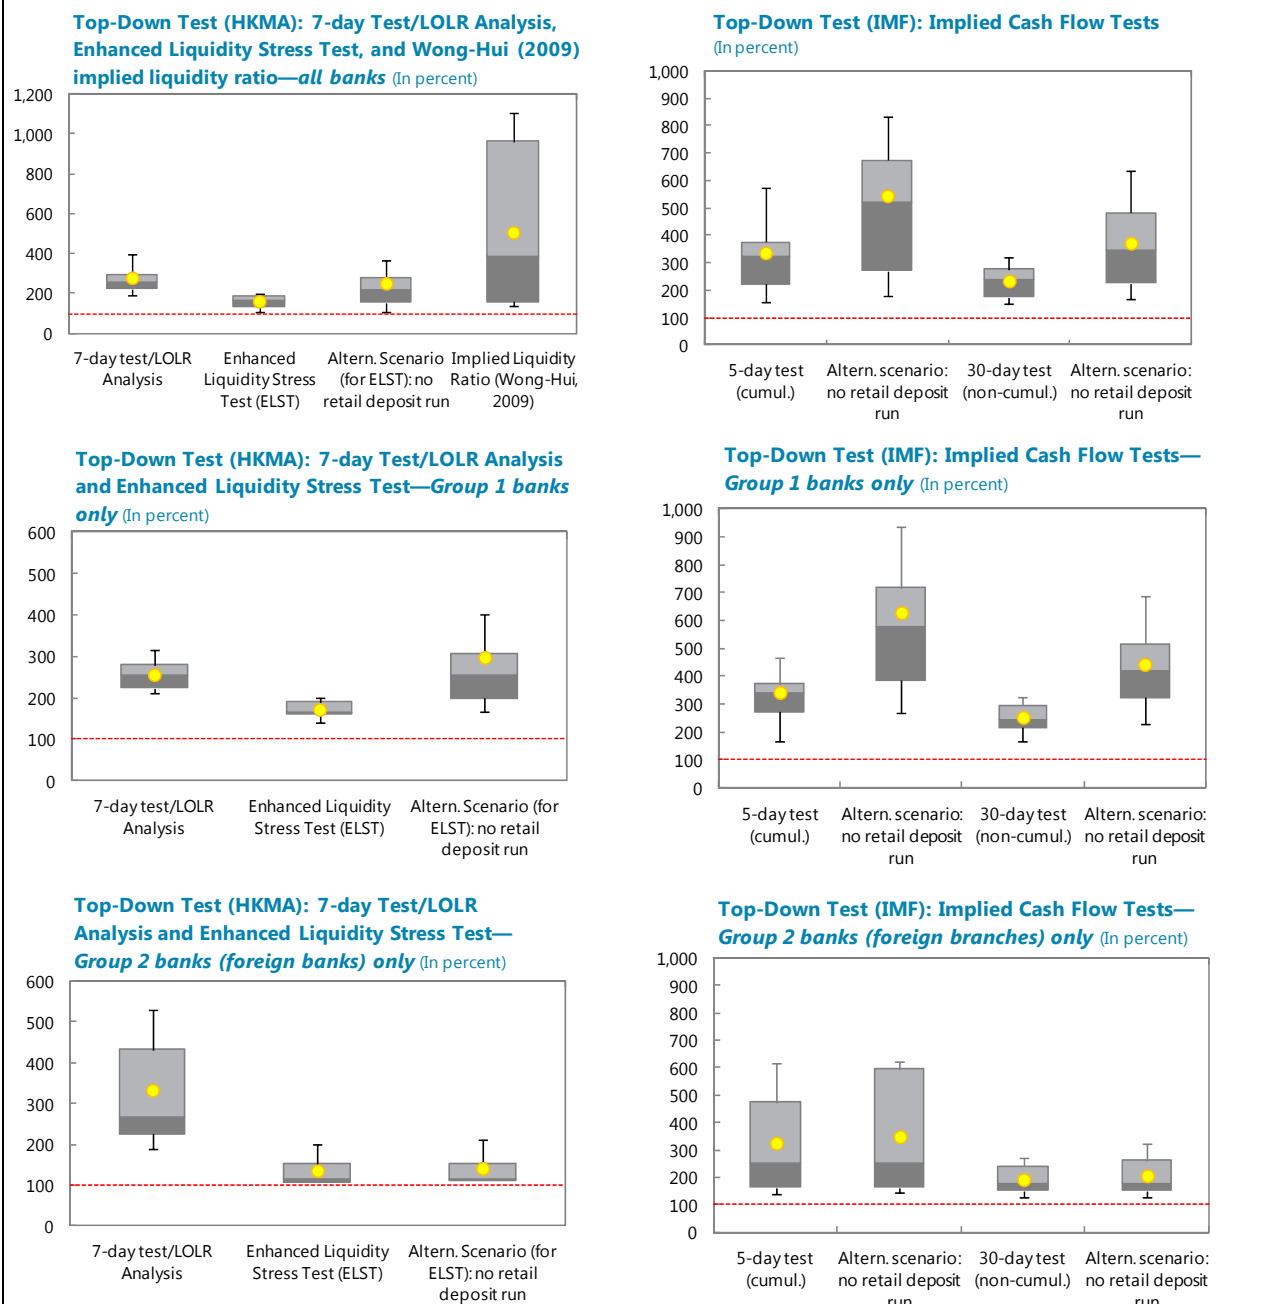 Top-Down Test (HKMA): 7-day Test/LOLR Analysis,
Enhanced Liquidity Stress Test, and Wong-Hui (2009)
implied liquidity ratio—all banks (In percent)
1,200
1,000
800
600
400
200
0
7-day test/LOLR
Analysis
Enhanced
Liquidity Stress
Test (ELST)
Altern. Scenario
(for ELST): no
retail deposit run
Implied Liquidity
Ratio (Wong-Hui,
2009)
Top-Down Test (IMF): Implied Cash Flow Tests
(In percent)
1,000
900
800
700
600
500
400
300
200
100
0
5-day test
(cumul.)
Altern. scenario:
no retail deposit
run
30-day test
(non-cumul.)
Altern. scenario:
no retail deposit
run
Top-Down Test (HKMA): 7-day Test/LOLR Analysis
and Enhanced Liquidity Stress Test—Group 1 banks
only (In percent)
600
500
400
300
200
100
0
7-day test/LOLR
Analysis
Enhanced Liquidity
Stress Test (ELST)
Altern. Scenario (for
ELST): no retail
deposit run
Top-Down Test (IMF): Implied Cash Flow Tests—
Group 1 banks only (In percent)
1,000
900
800
700
600
500
400
300
200
100
0
5-day test
(cumul.)
Altern. scenario:
no retail deposit
run
30-day test
(non-cumul.)
Altern. scenario:
no retail deposit
run
Top-Down Test (HKMA): 7-day Test/LOLR
Analysis and Enhanced Liquidity Stress Test—
Group 2 banks (foreign banks) only (In percent)
600
500
400
300
200
100
0
7-day test/LOLR
Analysis
Enhanced Liquidity
Stress Test (ELST)
Altern. Scenario (for
ELST): no retail
deposit run
Top-Down Test (IMF): Implied Cash Flow Tests—
Group 2 banks (foreign branches) only (In percent)
1,000
900
800
700
600
500
400
300
200
100
0
5-day test
(cumul.)
Altern. scenario:
no retail deposit
run
30-day test
(non-cumul.)
Altern. scenario:
no retail deposit
run